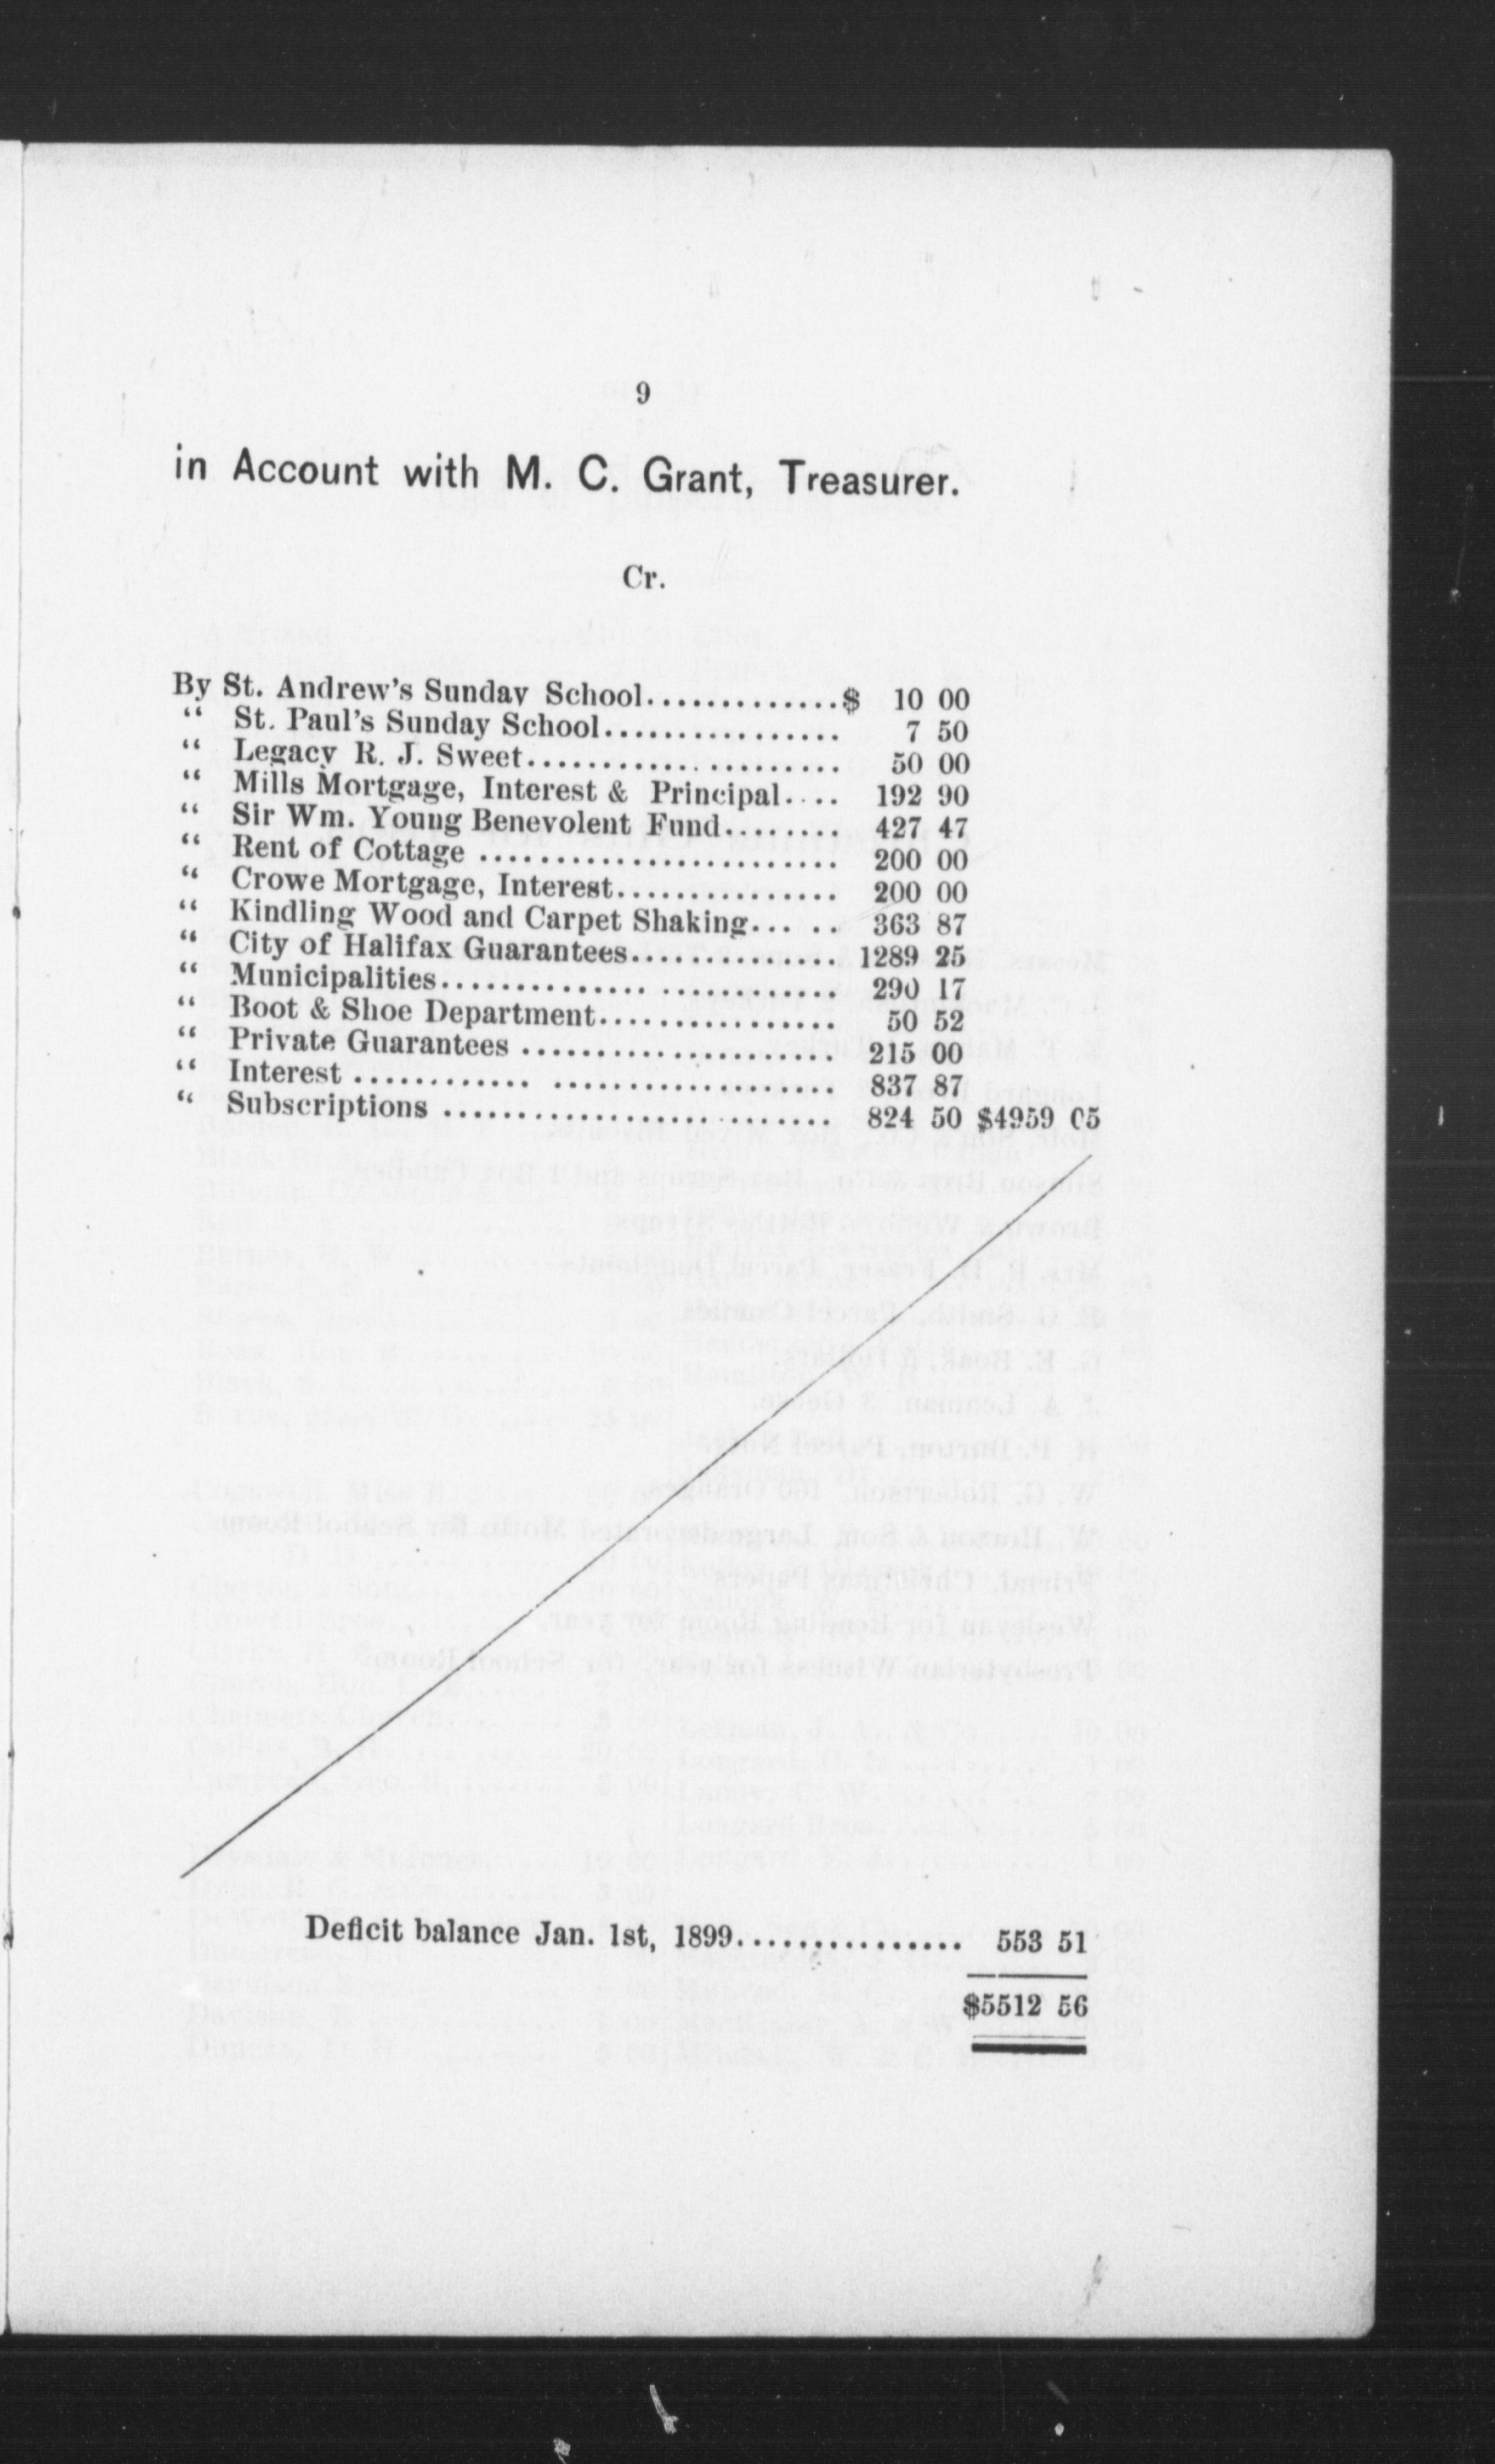 9
in Account with M. C. Grant, Treasurer.
Cr.
By St. Andrew's Sunday School..............$ 10 00
“ St. Paul's Sunday School................ 7 50
“ Legacy R. J. Sweet..................... 50 00
“ Mills Mortgage, Interest & Principal.... 192 90
“ Sir Wm. Young Benevolent Fund........ 427 47
“ Rent of Cottage ........................ 200 00
“ Crowe Mortgage, Interest............... 200 00
“ Kindling Wood and Carpet Shaking... .. 363 87
“ City of Halifax Guarantees.............. 1289 25
“ Municipalities.............. ............ 290 17
“ Boot & Shoe Department................ 50 52
“ Private Guarantees ..................... 215 00
“ Interest ............ ................... 837 87
“ Subscriptions .......................... 824 50 $4959 05
Deficit balance Jan. 1st, 1899............... 553 51
$5512 56